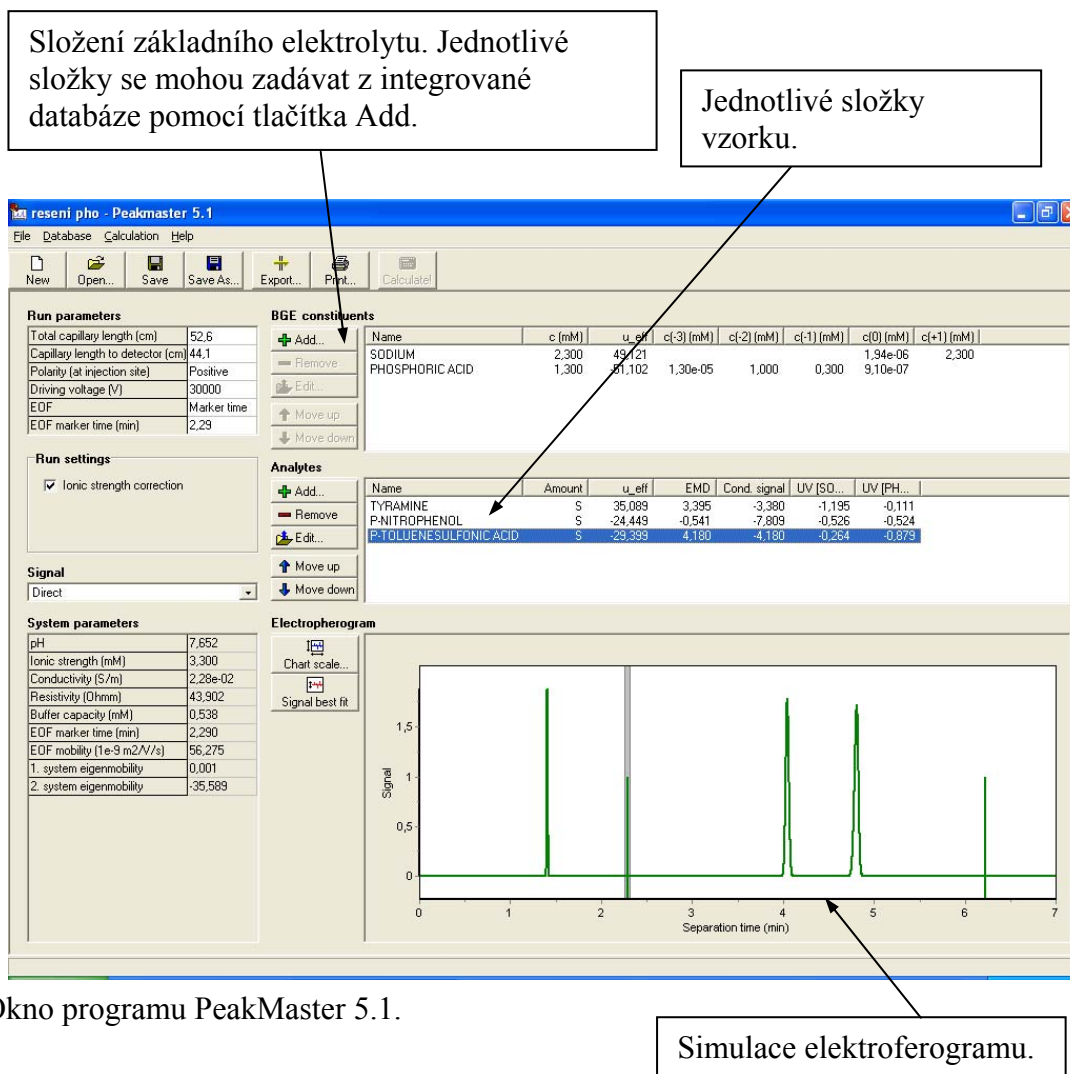 Složení základního elektrolytu. Jednotlivé
složky se mohou zadávat z integrované
databáze pomocí tlačítka Add.
Jednotlivé složky
vzorku.
reseni pho - Peakmaster 5.1
File Database Calculation Help
New Open... Save Save As... Export... Print... Calculate!
Run parameters
Total capillary length (cm) 52,6
Capillary length to detector (cm) 44,1
Polarity (at injection site) Positive
Driving voltage (V) 30000
EOF Marker time
EOF marker time (min) 2,29
Run settings
Ionic strength correction
Signal
Direct
System parameters
pH 7,652
Ionic strength (mM) 3,300
Conductivity (S/m) 2,28e-02
Resistivity (Ohmm) 43,902
Buffer capacity (mM) 0,538
EOF marker time (min) 2,290
EOF mobility (1e-9 m2/V/s) 56,275
1. system eigenmobility 0,001
2. system eigenmobility -35,589
BGE constituents
Add...
Remove
Edit...
Move up
Move down
Name c (mM) u_eff c(-3) (mM) c(-2) (mM) c(-1) (mM) c(0) (mM) c(+1) (mM)
SODIUM 2,300 49,121 1,94e-06 2,300
PHOSPHORIC ACID 1,300 -51,102 1,30e-05 1,000 0,300 9,10e-07
Analytes
Add...
Remove
Edit...
Move up
Move down
Name Amount u_eff EMD Cond. signal UV [SO... UV [PH...
TYRAMINE S 35,089 3,395 -3,380 -1,195 -0,111
P-NITROPHENOL S -24,449 -0,541 -7,809 -0,526 -0,524
P-TOLUENESULFONIC ACID S -29,399 4,180 -4,180 -0,264 -0,879
Electropherogram
Chart scale...
Signal best fit
Signal
1,5
1
0,5
0
0 1 2 3 4 5 6 7
Separation time (min)
Okno programu PeakMaster 5.1.
Simulace elektroferogramu.